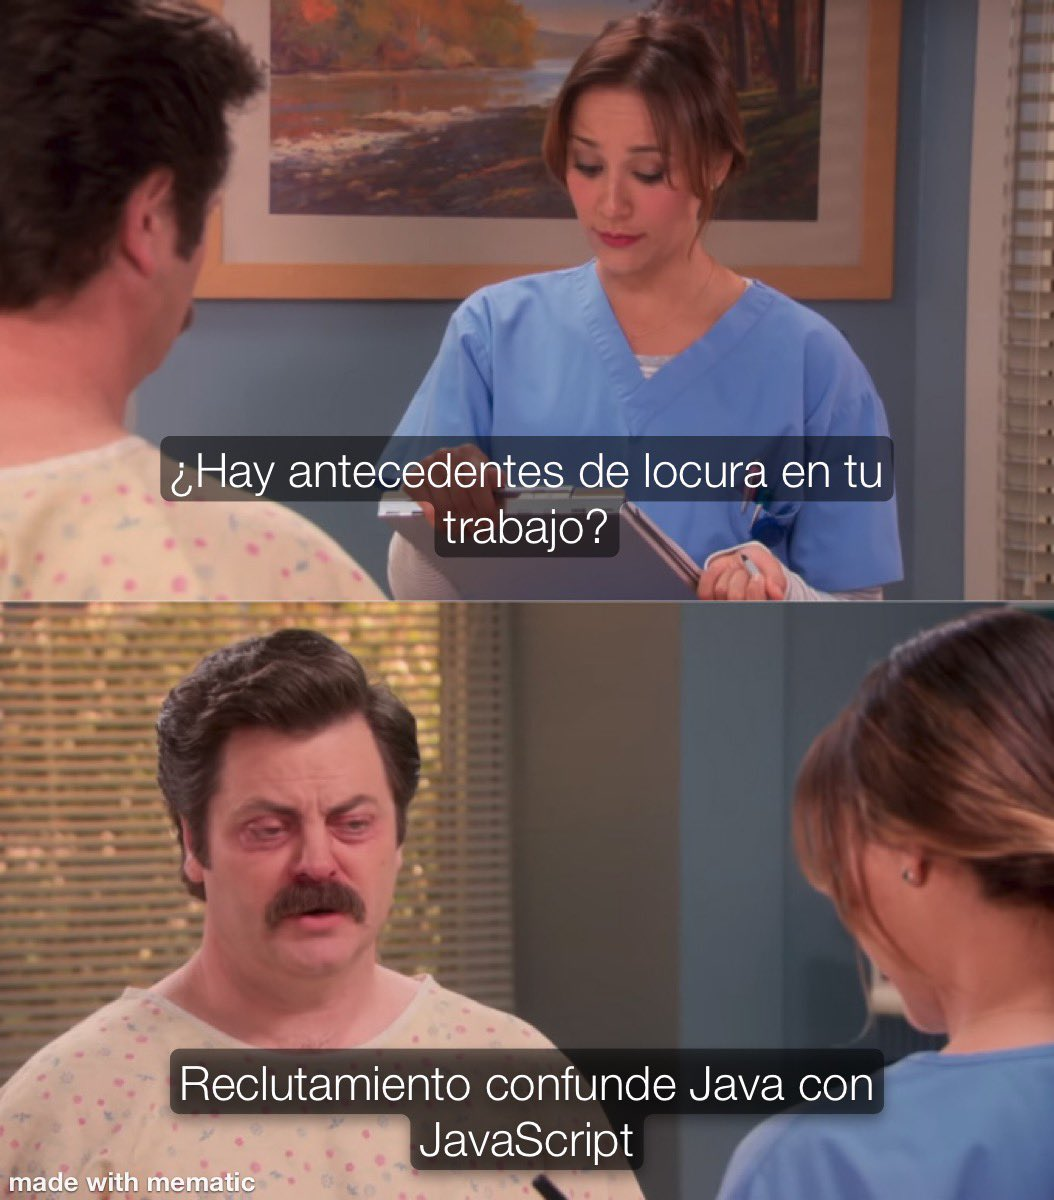 ¿Hay antecedentes de locura en tu
trabajo?
Reclutamiento confunde Java con
JavaScript
made with mematic